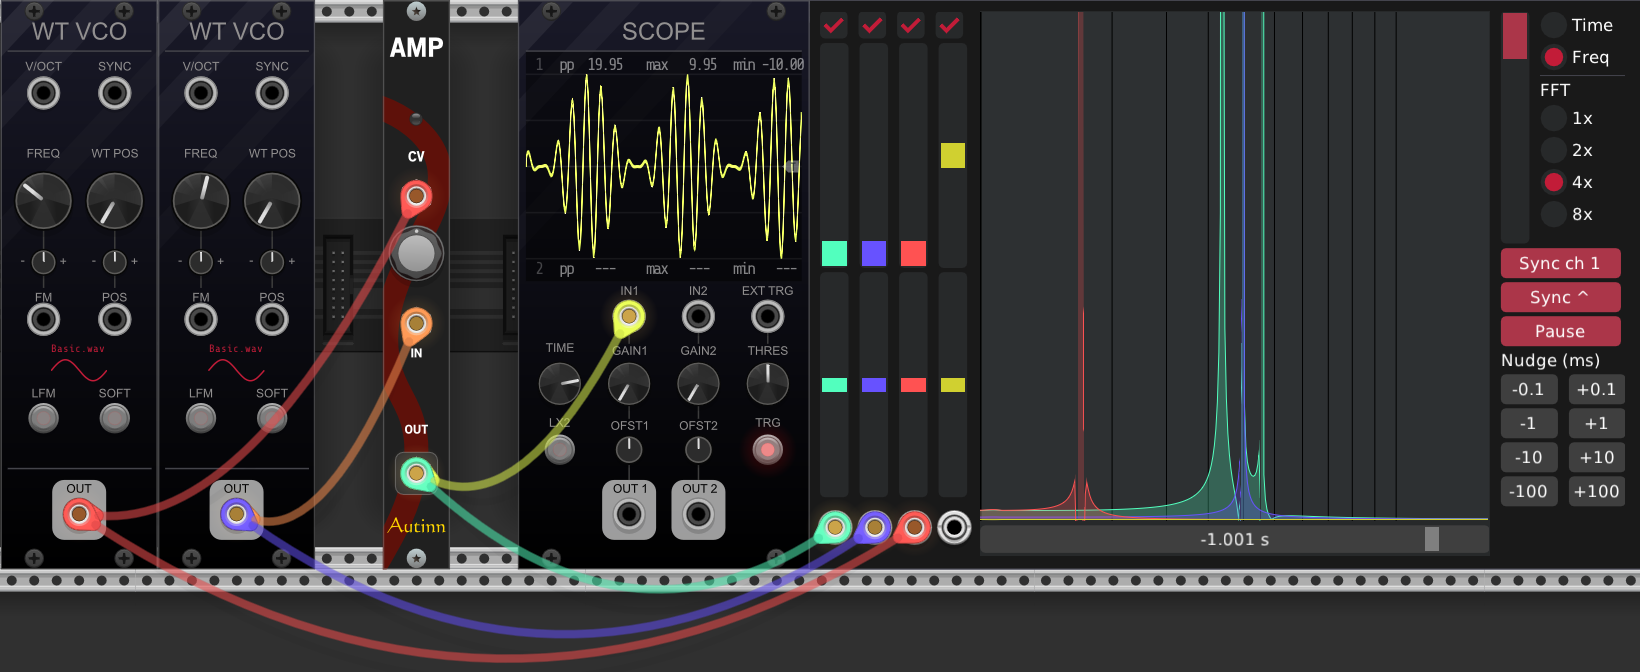 WT VCO
V/OCT SYNC
FREQ WT POS
- + - +
FM POS
Basic.wav
LFM SOFT
OUT
WT VCO
V/OCT SYNC
FREQ WT POS
- + - +
FM POS
Basic.wav
LFM SOFT
OUT
AMP
CV
IN
OUT
Autinn
SCOPE
1 pp 19.95 max 9.95 min -10.00
2 pp --- max --- min ---
IN1 IN2 EXT TRG
TIME GAIN1 GAIN2 THRES
LX2 OFST1 OFST2 TRG
OUT 1 OUT 2
-1.001 s
Time
Freq
FFT
1x
2x
4x
8x
Sync ch 1
Sync ^
Pause
Nudge (ms)
-0.1 +0.1
-1 +1
-10 +10
-100 +100